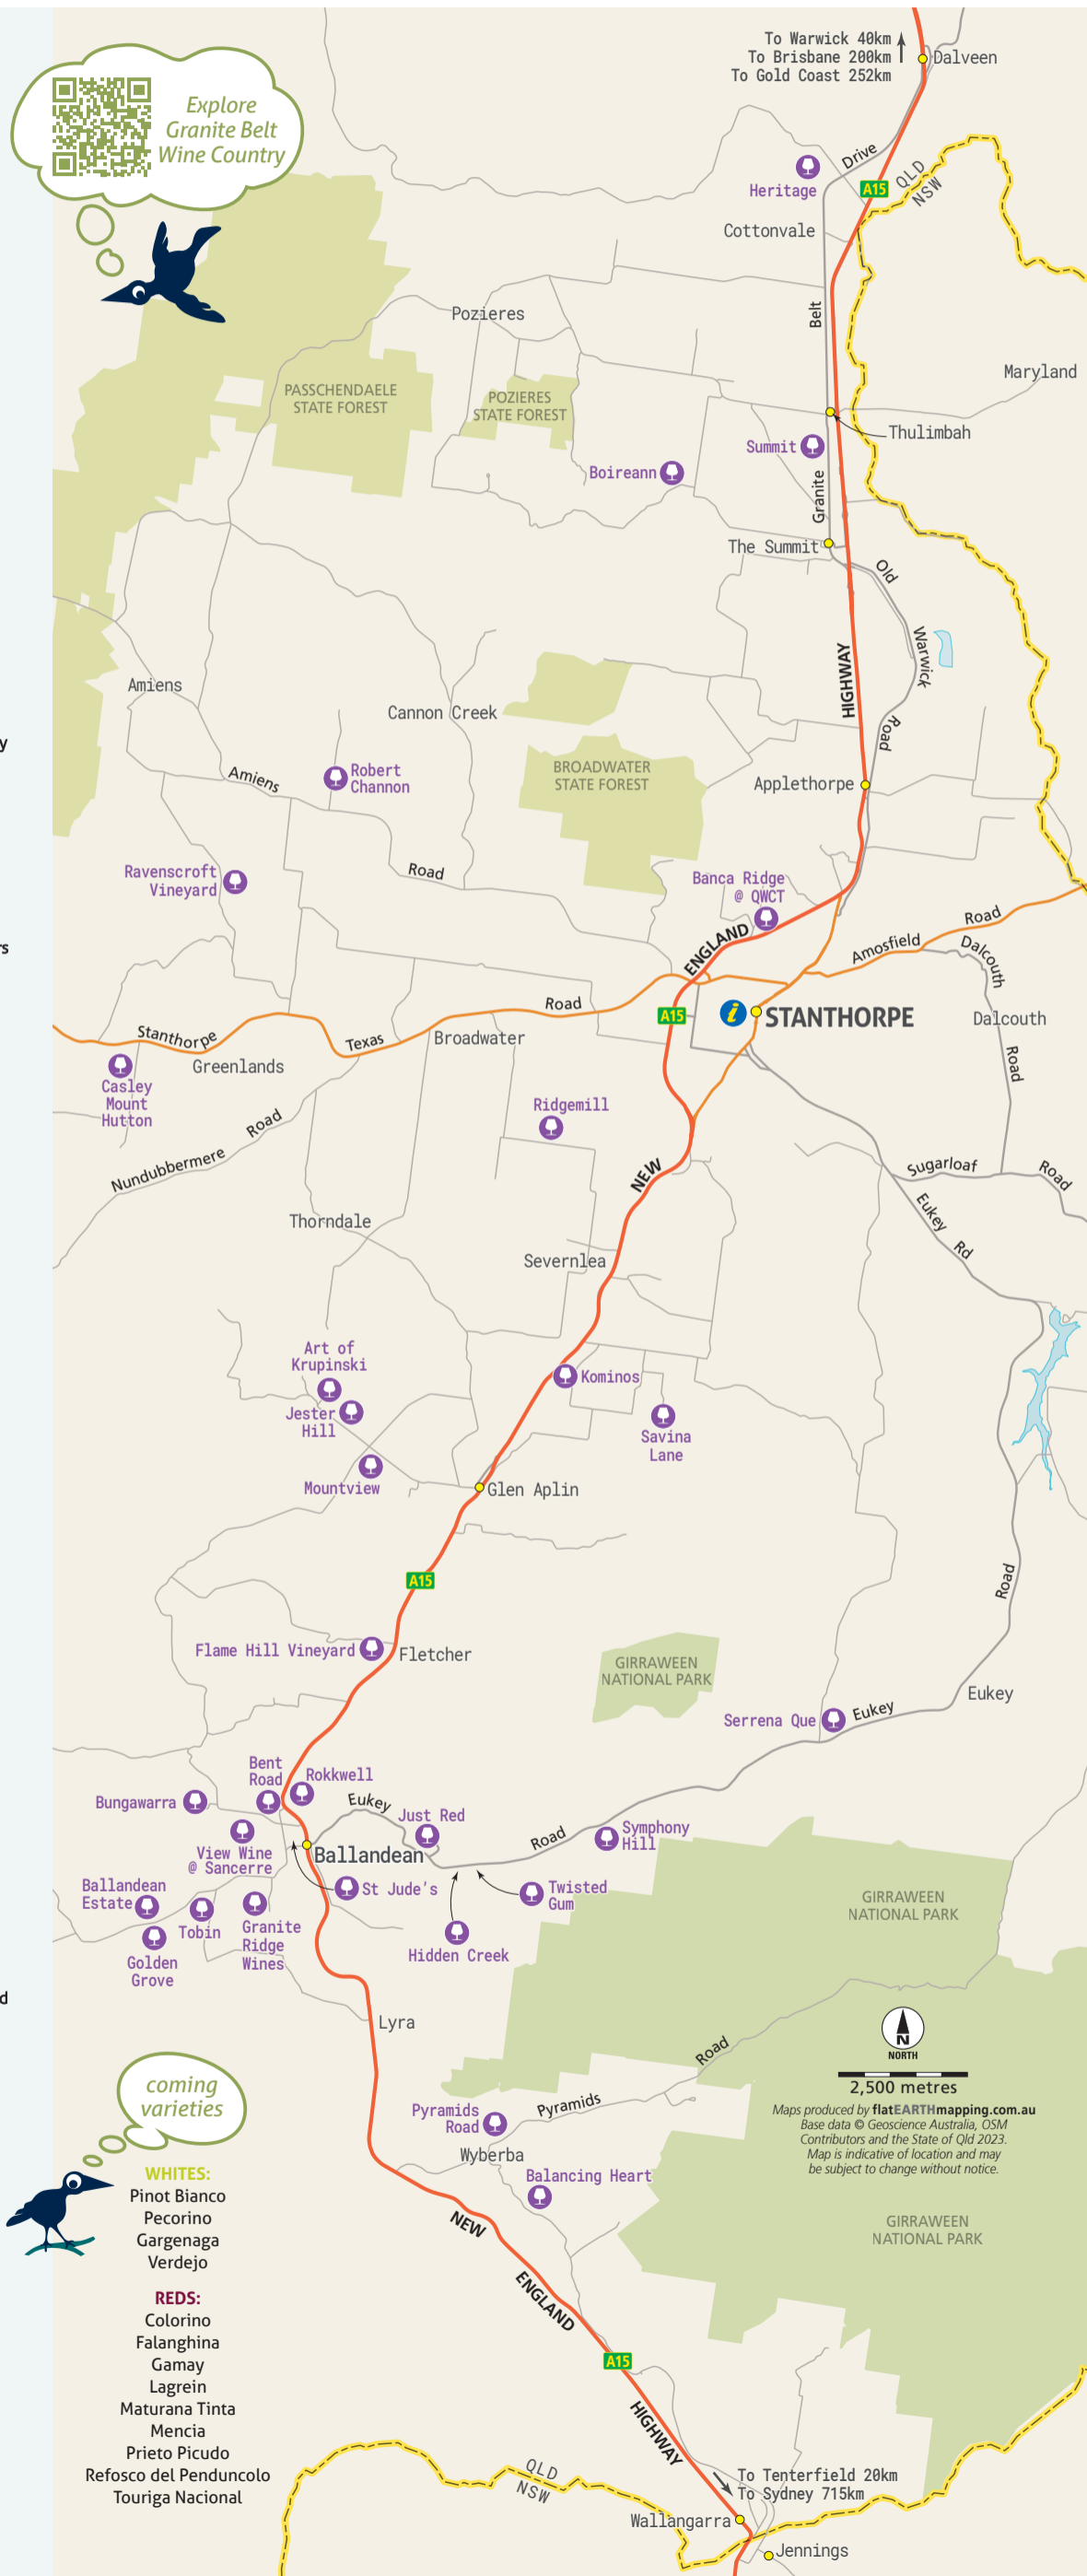 To Warwick 40km
To Brisbane 200km
To Gold Coast 252km
Dalveen
Explore
Granite Belt
Wine Country
Drive
Heritage
A15
QLD
NSW
Cottonvale
Belt
Pozieres
Maryland
PASSCHENDAELE
STATE FOREST
POZIERES
STATE FOREST
Thulimbah
Summit
Boireann
Granite
The Summit
Old
Warwick
Road
HIGHWAY
Amiens
Cannon Creek
y
Amiens
Robert
Channon
BROADWATER
STATE FOREST
Applethorpe
Road
Ravenscroft
Vineyard
Banca Ridge
@ QWCT
rs
ENGLAND
Amosfield
Road
Dalcouth
Road
Dalcouth
Road
A15
i
STANTHORPE
Stanthorpe
Texas
Broadwater
Greenlands
Casley
Mount
Hutton
Ridgemill
Nundubbermere
Road
NEW
Sugarloaf
Road
Eukey
Rd
Thorndale
Severnlea
Art of
Krupinski
Jester
Hill
Kominos
Savina
Lane
Mountview
Glen Aplin
A15
Road
Flame Hill Vineyard
Fletcher
GIRRAWEEN
NATIONAL PARK
Eukey
Serrena Que
Eukey
Bent
Road
Rokkwell
Bungawarra
Eukey
Just Red
Road
Symphony
Hill
View Wine
@ Sancerre
Ballandean
St Jude's
Twisted
Gum
Ballandean
Estate
Tobin
Granite
Ridge
Wines
Hidden Creek
Golden
Grove
GIRRAWEEN
NATIONAL PARK
d
Lyra
N
NORTH
2,500 metres
Maps produced by flatEARTHmapping.com.au
Base data © Geoscience Australia, OSM
Contributors and the State of Qld 2023.
Map is indicative of location and may
be subject to change without notice.
Road
Pyramids
Pyramids
Road
Wyberba
Balancing Heart
GIRRAWEEN
NATIONAL PARK
coming
varieties
WHITES:
Pinot Bianco
Pecorino
Gargenaga
Verdejo
REDS:
Colorino
Falanghina
Gamay
Lagrein
Maturana Tinta
Mencia
Prieto Picudo
Refosco del Penduncolo
Touriga Nacional
NEW
ENGLAND
A15
HIGHWAY
QLD
NSW
To Tenterfield 20km
To Sydney 715km
Wallangarra
Jennings